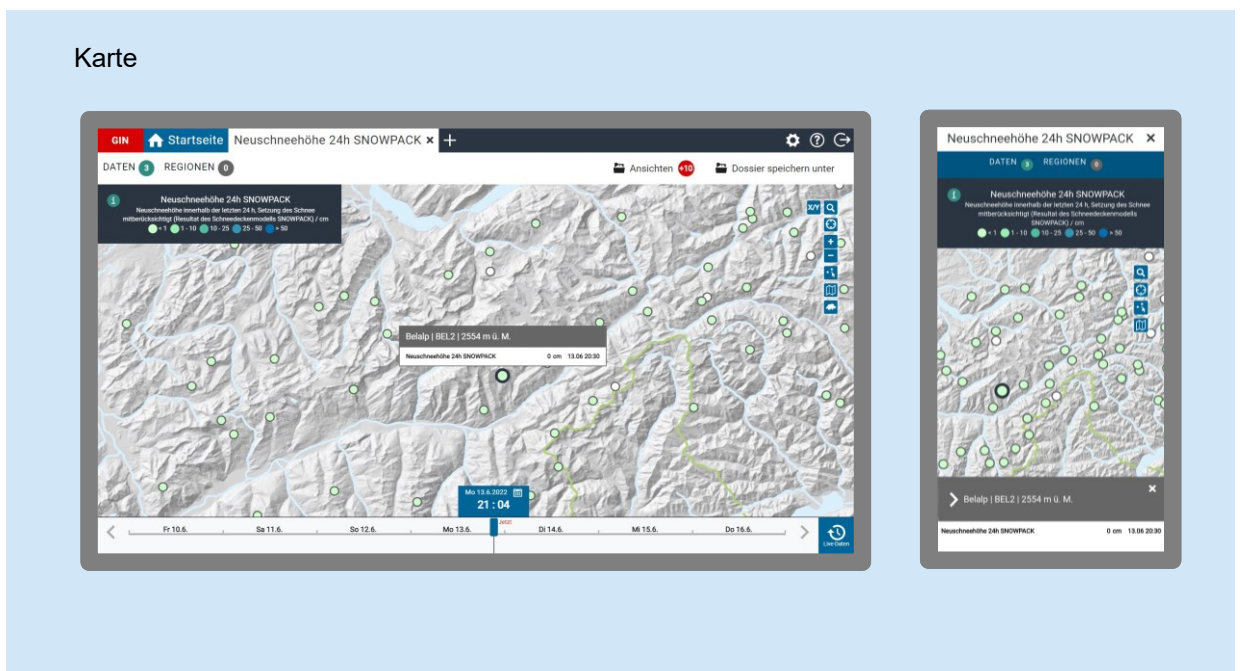 Karte
GIN Startseite Neuschneehöhe 24h SNOWPACK × +
DATEN 3 REGIONEN 0 Ansichten +10 Dossier speichern unter
i Neuschneehöhe 24h SNOWPACK
Neuschneehöhe innerhalb der letzten 24 h, Setzung des Schnee
mitberücksichtigt (Resultat des Schneedeckenmodells SNOWPACK) / cm
< 1 1 - 10 10 - 25 25 - 50 > 50
X/Y
+
−
Belalp | BEL2 | 2554 m ü. M.
Neuschneehöhe 24h SNOWPACK 0 cm 13.06 20:30
Mo 13.6.2022
21 : 04
Jetzt
Fr 10.6. Sa 11.6. So 12.6. Mo 13.6. Di 14.6. Mi 15.6. Do 16.6.
Live-Daten
Neuschneehöhe 24h SNOWPACK ×
DATEN 3 REGIONEN 0
i Neuschneehöhe 24h SNOWPACK
Neuschneehöhe innerhalb der letzten 24 h, Setzung des Schnee
mitberücksichtigt (Resultat des Schneedeckenmodells
SNOWPACK) / cm
< 1 1 - 10 10 - 25 25 - 50 > 50
Belalp | BEL2 | 2554 m ü. M. ×
Neuschneehöhe 24h SNOWPACK 0 cm 13.06 20:30